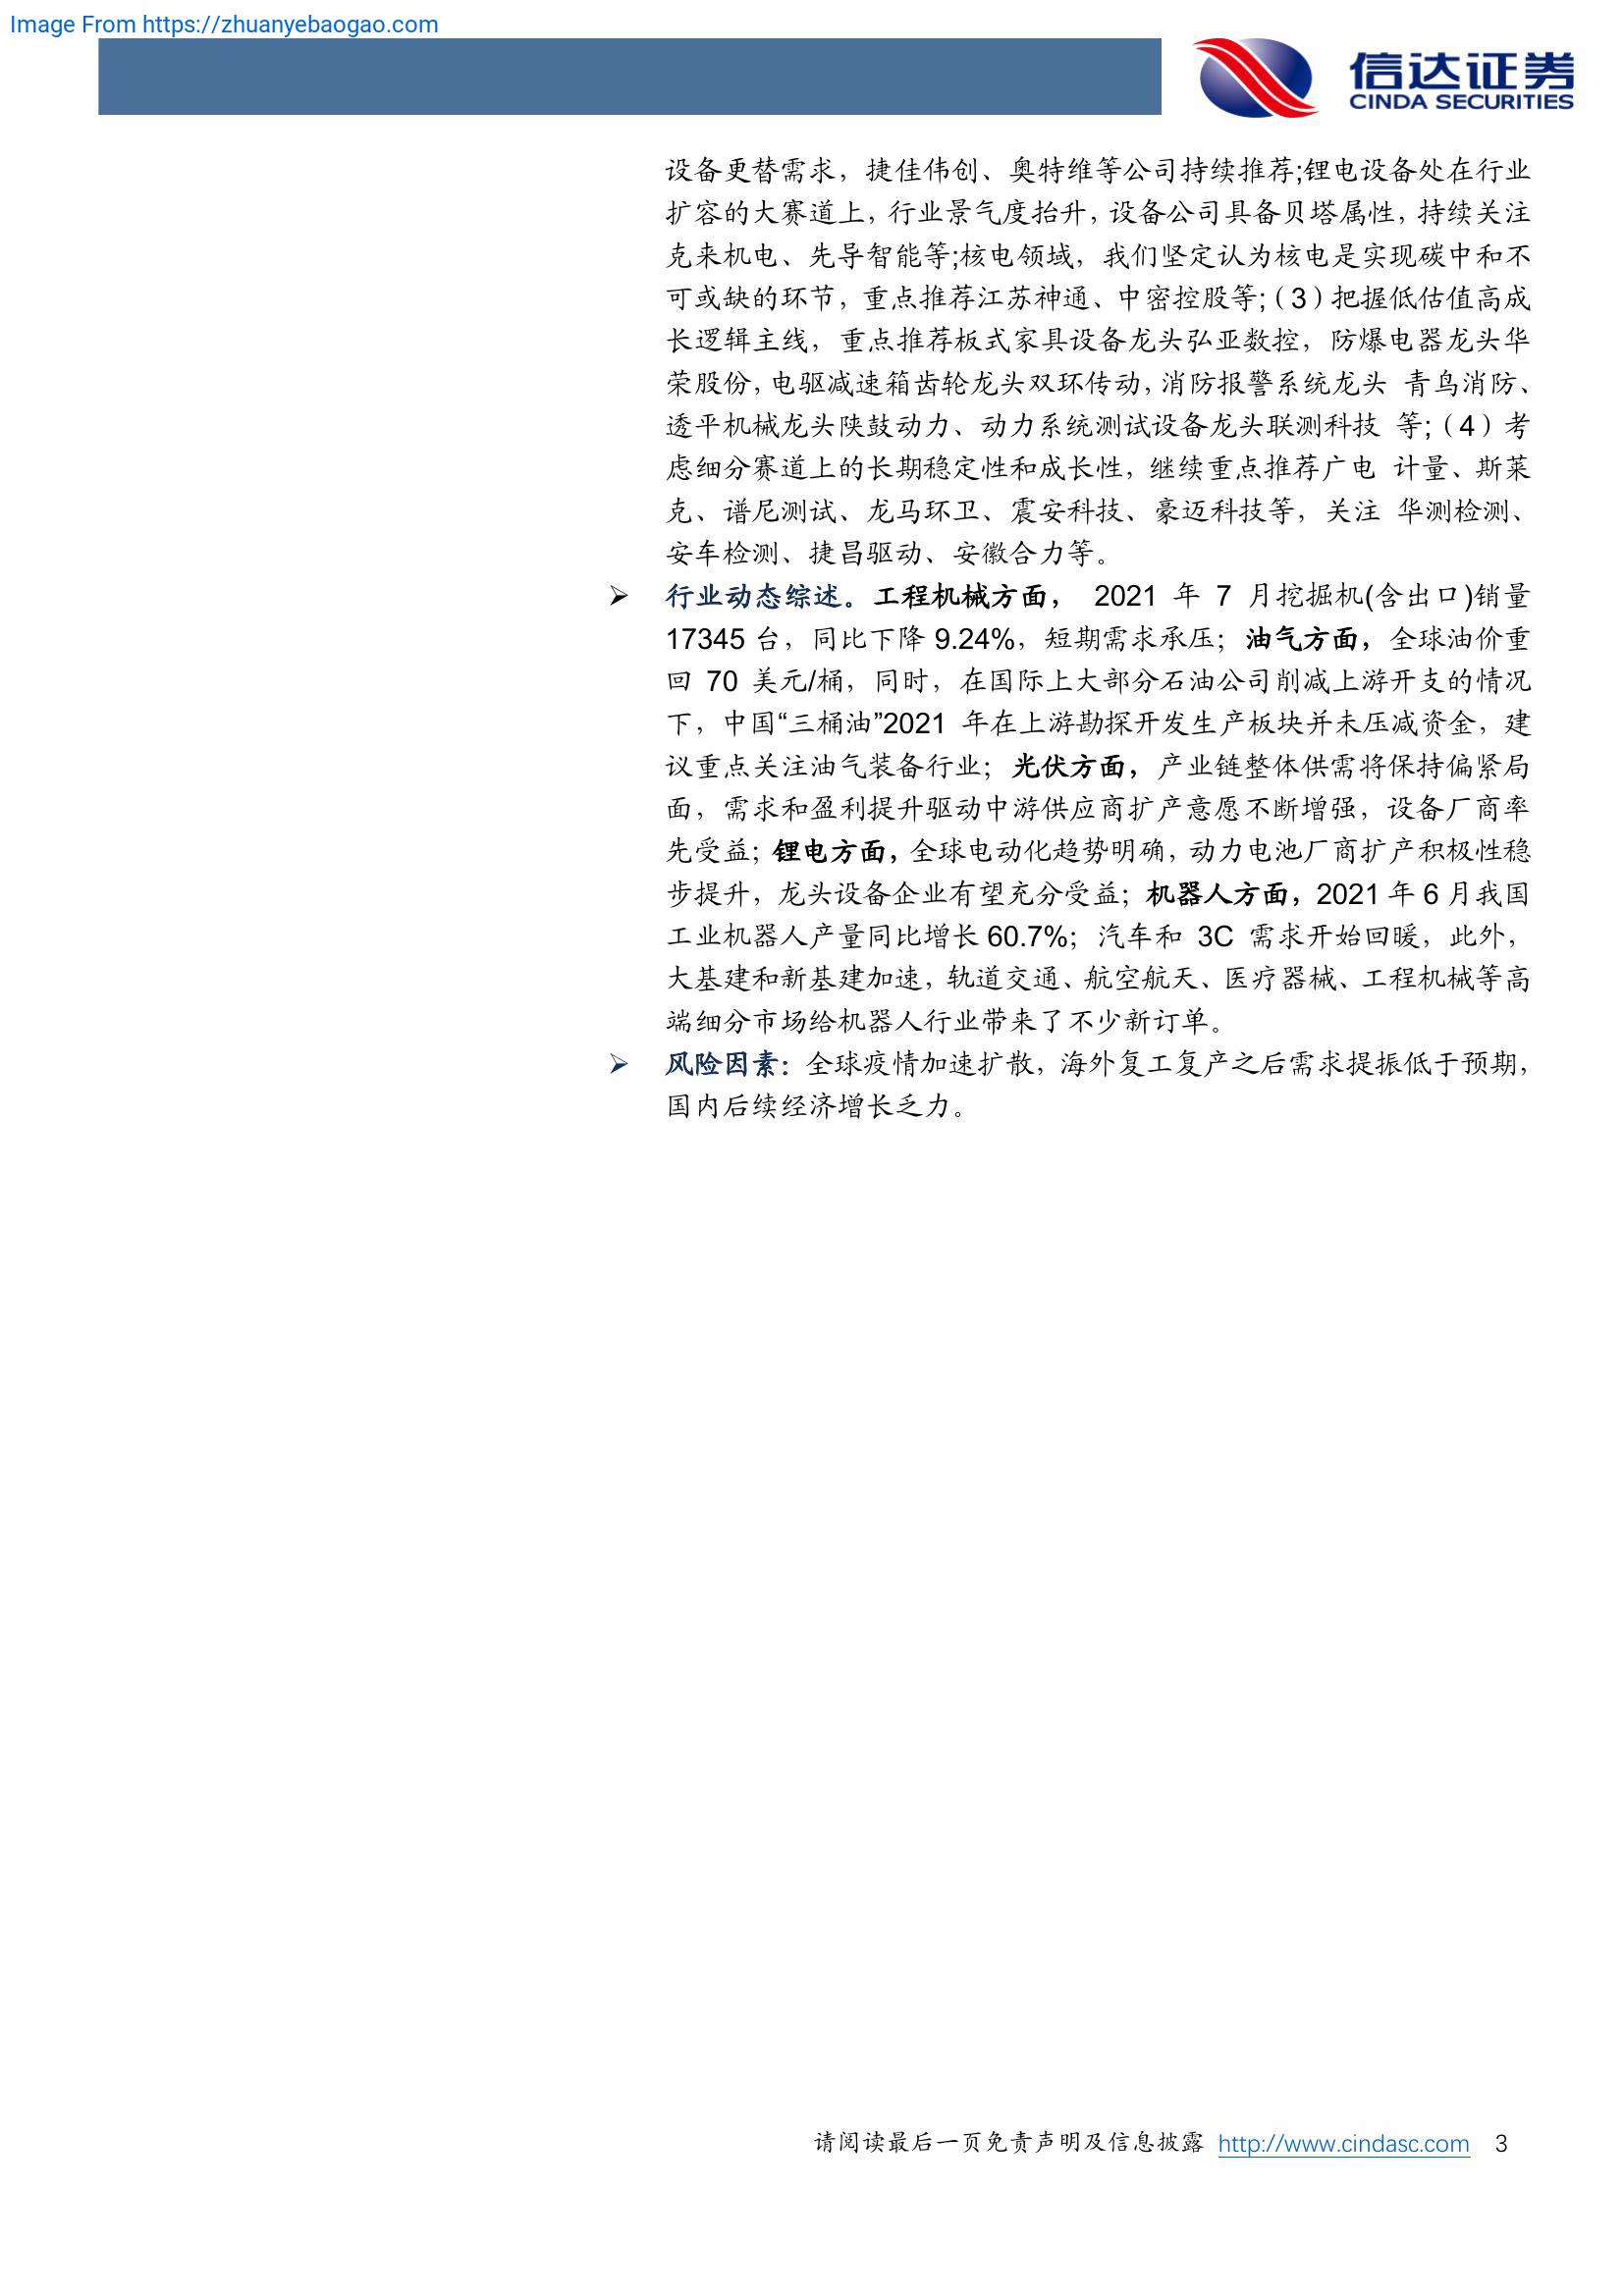 Image From https://zhuanyebaogao.com
信达证券
CINDA SECURITIES
设备更替需求，捷佳伟创、奥特维等公司持续推荐;锂电设备处在行业
扩容的大赛道上，行业景气度抬升，设备公司具备贝塔属性，持续关注
克来机电、先导智能等;核电领域，我们坚定认为核电是实现碳中和不
可或缺的环节，重点推荐江苏神通、中密控股等;（3）把握低估值高成
长逻辑主线，重点推荐板式家具设备龙头弘亚数控，防爆电器龙头华
荣股份，电驱减速箱齿轮龙头双环传动，消防报警系统龙头 青鸟消防、
透平机械龙头陕鼓动力、动力系统测试设备龙头联测科技 等;（4）考
虑细分赛道上的长期稳定性和成长性，继续重点推荐广电 计量、斯莱
克、谱尼测试、龙马环卫、震安科技、豪迈科技等，关注 华测检测、
安车检测、捷昌驱动、安徽合力等。
➢ 行业动态综述。工程机械方面， 2021 年 7 月挖掘机(含出口)销量
17345 台，同比下降 9.24%，短期需求承压；油气方面，全球油价重
回 70 美元/桶，同时，在国际上大部分石油公司削减上游开支的情况
下，中国“三桶油”2021 年在上游勘探开发生产板块并未压减资金，建
议重点关注油气装备行业；光伏方面，产业链整体供需将保持偏紧局
面，需求和盈利提升驱动中游供应商扩产意愿不断增强，设备厂商率
先受益；锂电方面，全球电动化趋势明确，动力电池厂商扩产积极性稳
步提升，龙头设备企业有望充分受益；机器人方面，2021 年 6 月我国
工业机器人产量同比增长 60.7%；汽车和 3C 需求开始回暖，此外，
大基建和新基建加速，轨道交通、航空航天、医疗器械、工程机械等高
端细分市场给机器人行业带来了不少新订单。
➢ 风险因素：全球疫情加速扩散，海外复工复产之后需求提振低于预期，
国内后续经济增长乏力。
请阅读最后一页免责声明及信息披露 http://www.cindasc.com 3